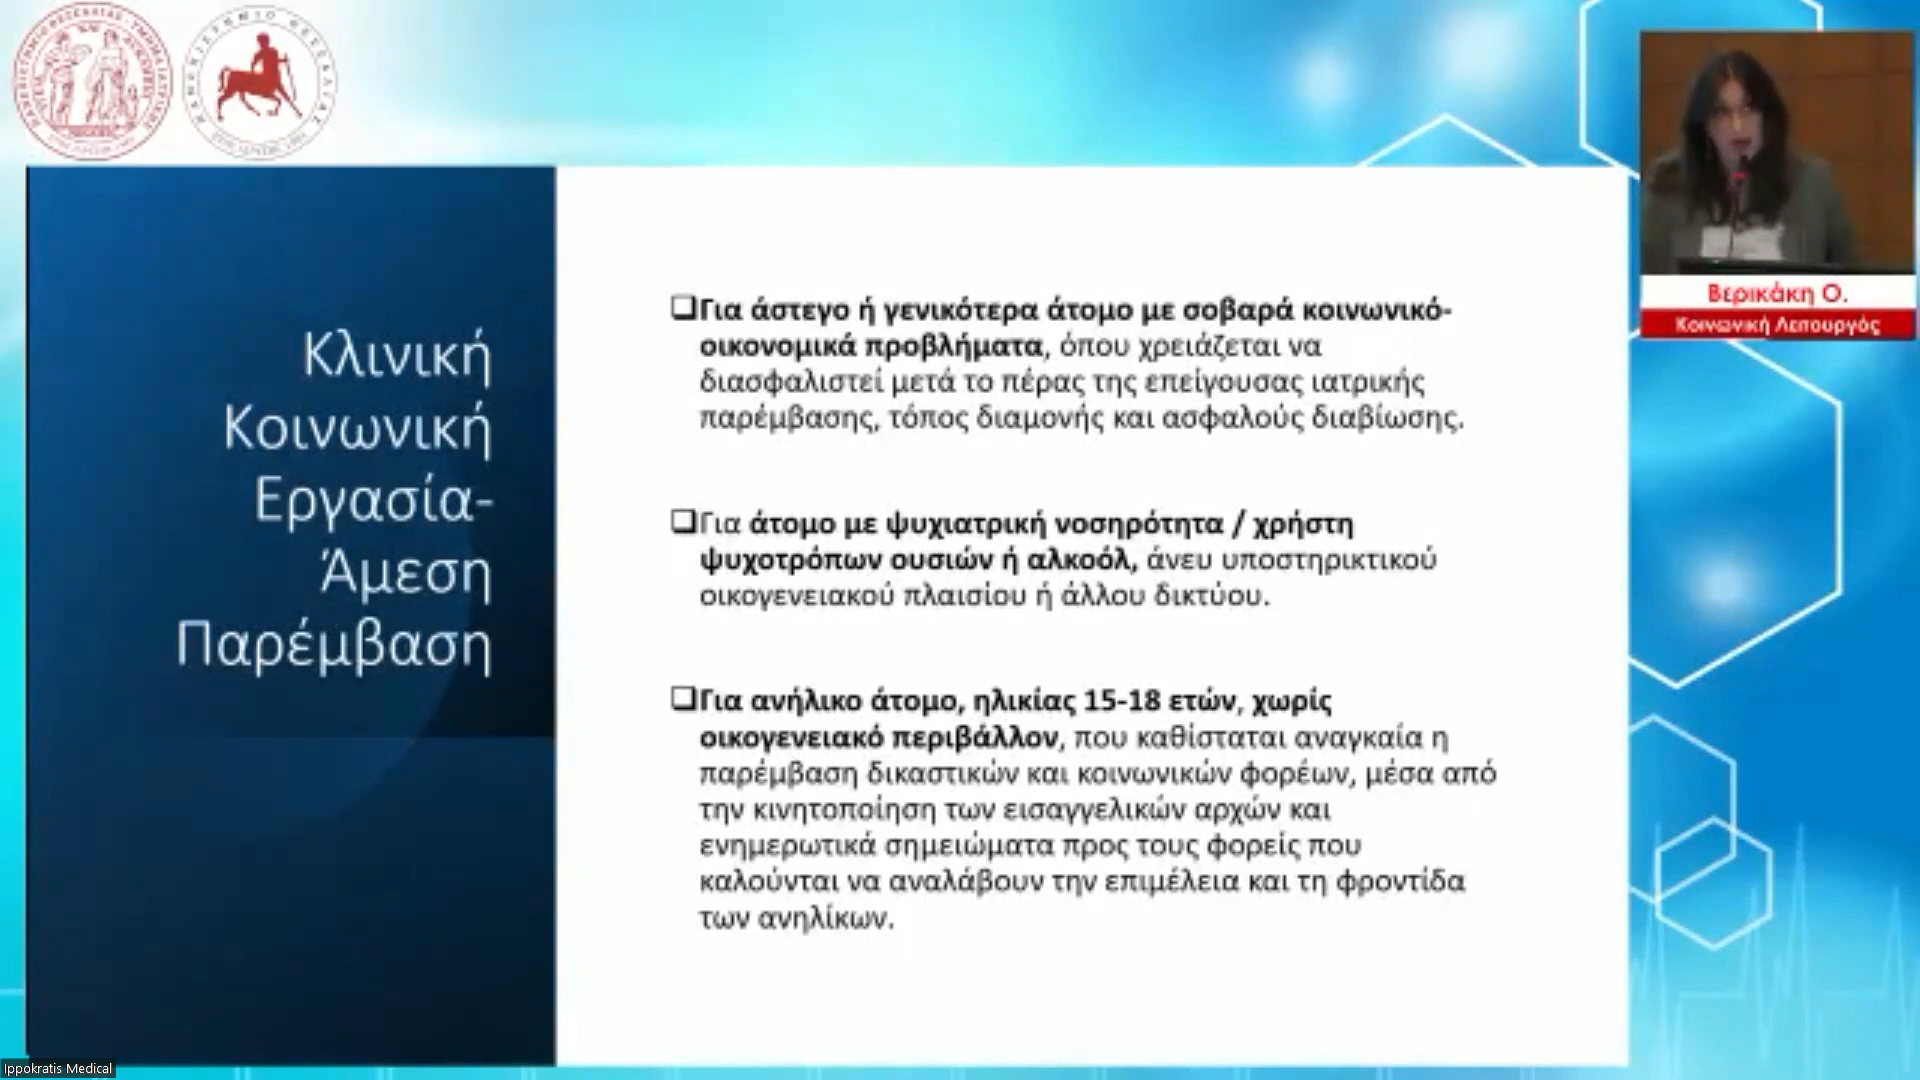 Κλινική
Κοινωνική
Εργασία-
Άμεση
Παρέμβαση
❑Για άστεγο ή γενικότερα άτομο με σοβαρά κοινωνικό-
οικονομικά προβλήματα, όπου χρειάζεται να
διασφαλιστεί μετά το πέρας της επείγουσας ιατρικής
παρέμβασης, τόπος διαμονής και ασφαλούς διαβίωσης.
❑Για άτομο με ψυχιατρική νοσηρότητα / χρήστη
ψυχοτρόπων ουσιών ή αλκοόλ, άνευ υποστηρικτικού
οικογενειακού πλαισίου ή άλλου δικτύου.
❑Για ανήλικο άτομο, ηλικίας 15-18 ετών, χωρίς
οικογενειακό περιβάλλον, που καθίσταται αναγκαία η
παρέμβαση δικαστικών και κοινωνικών φορέων, μέσα από
την κινητοποίηση των εισαγγελικών αρχών και
ενημερωτικά σημειώματα προς τους φορείς που
καλούνται να αναλάβουν την επιμέλεια και τη φροντίδα
των ανηλίκων.
Βερικάκη Ο.
Κοινωνική Λειτουργός
Ippokratis Medical